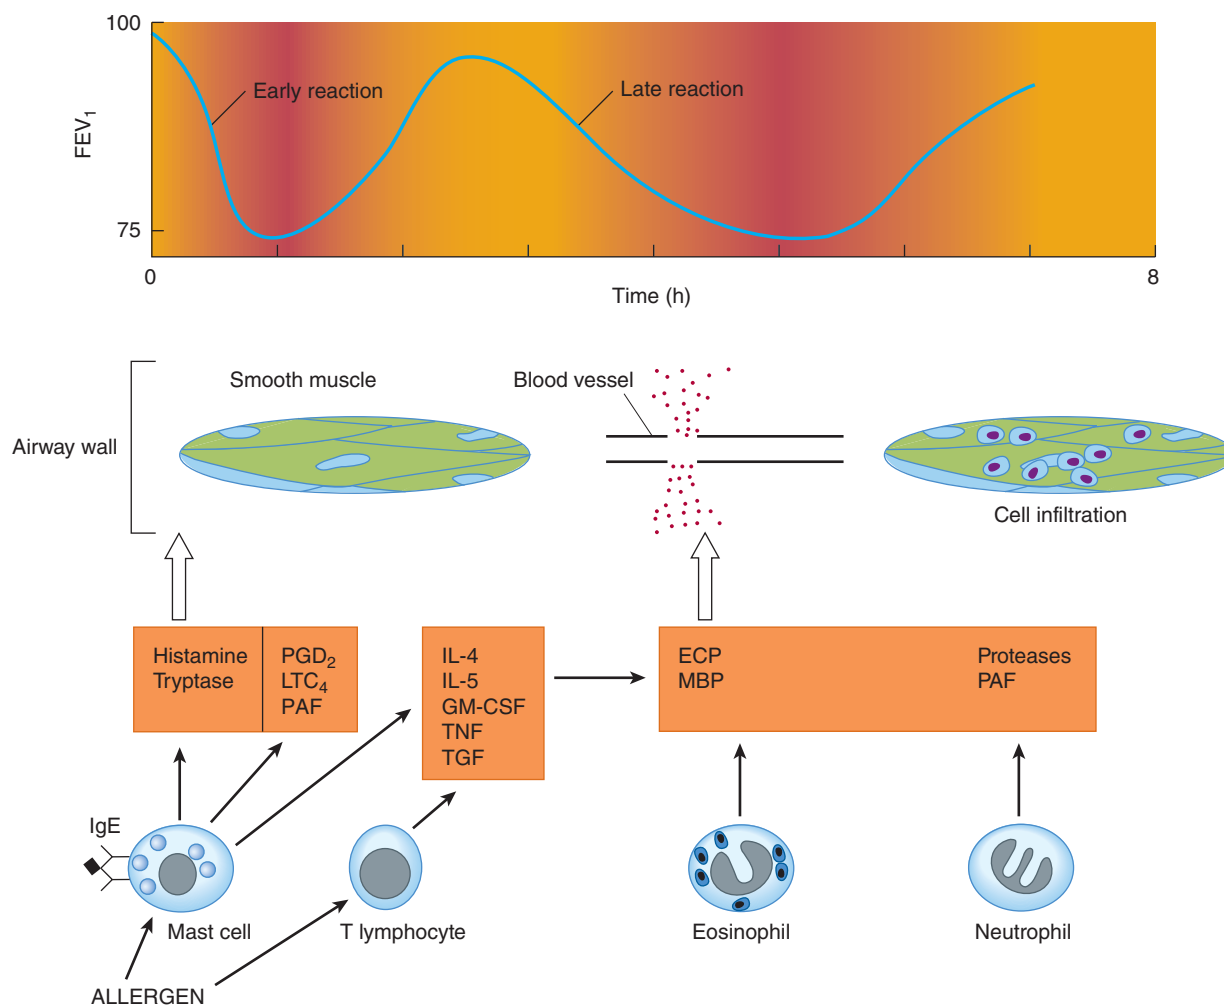 100
FEV₁
Early reaction
Late reaction
75
0
8
Time (h)
Airway wall
Smooth muscle
Blood vessel
Cell infiltration
Histamine
Tryptase
PGD₂
LTC₄
PAF
IL-4
IL-5
GM-CSF
TNF
TGF
ECP
MBP
Proteases
PAF
IgE
Mast cell
T lymphocyte
Eosinophil
Neutrophil
ALLERGEN